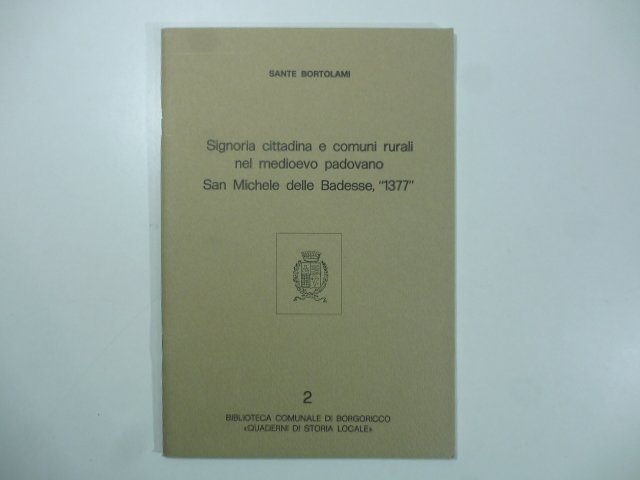 SANTE BORTOLAMI
Signoria cittadina e comuni rurali
nel medioevo padovano
San Michele delle Badesse, "1377"
2
BIBLIOTECA COMUNALE DI BORGORICCO
«QUADERNI DI STORIA LOCALE»